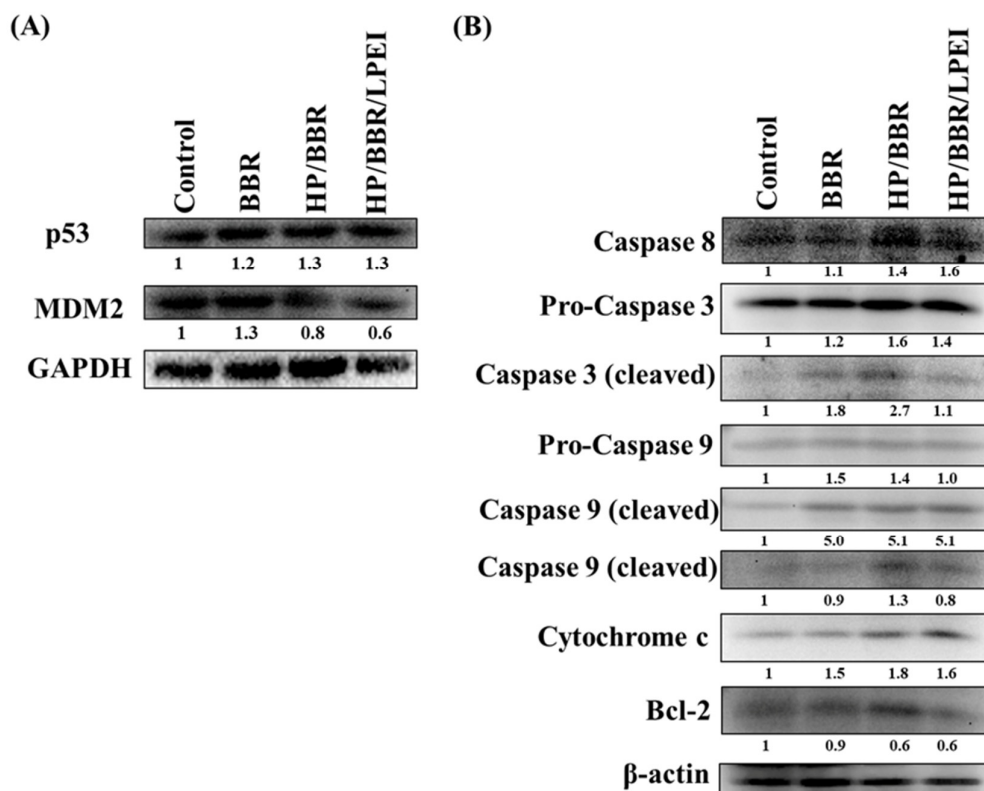 (A)
Control
BBR
HP/BBR
HP/BBR/LPEI
p53
1 1.2 1.3 1.3
MDM2
1 1.3 0.8 0.6
GAPDH
(B)
Control
BBR
HP/BBR
HP/BBR/LPEI
Caspase 8
1 1.1 1.4 1.6
Pro-Caspase 3
1 1.2 1.6 1.4
Caspase 3 (cleaved)
1 1.8 2.7 1.1
Pro-Caspase 9
1 1.5 1.4 1.0
Caspase 9 (cleaved)
1 5.0 5.1 5.1
Caspase 9 (cleaved)
1 0.9 1.3 0.8
Cytochrome c
1 1.5 1.8 1.6
Bcl-2
1 0.9 0.6 0.6
β-actin